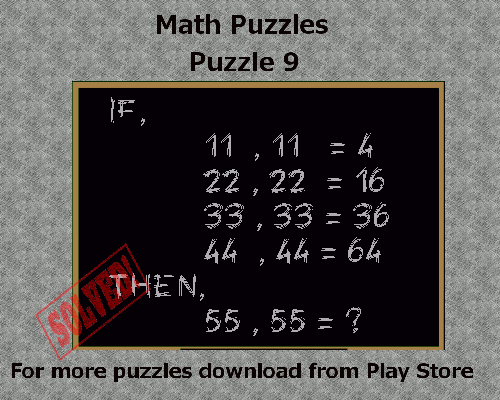 Math Puzzles
Puzzle 9
IF,
11 , 11 = 4
22 , 22 = 16
33 , 33 = 36
44 , 44 = 64
THEN,
SOLVED!
55 , 55 = ?
For more puzzles download from Play Store